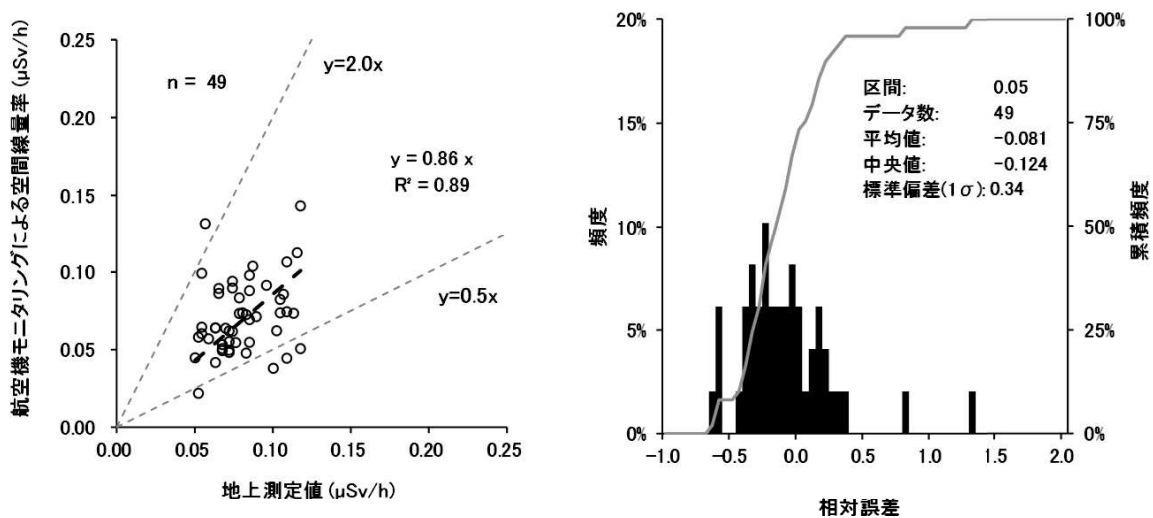 航空機モニタリングによる空間線量率 (μSv/h)
0.25
0.20
0.15
0.10
0.05
0.00
n = 49
y=2.0x
y = 0.86 x
R² = 0.89
y=0.5x
0.00 0.05 0.10 0.15 0.20 0.25
地上測定値 (μSv/h)
頻度
20%
15%
10%
5%
0%
区間: 0.05
データ数: 49
平均値: -0.081
中央値: -0.124
標準偏差(1σ): 0.34
100%
75%
50%
25%
0%
累積頻度
-1.0 -0.5 0.0 0.5 1.0 1.5 2.0
相対誤差